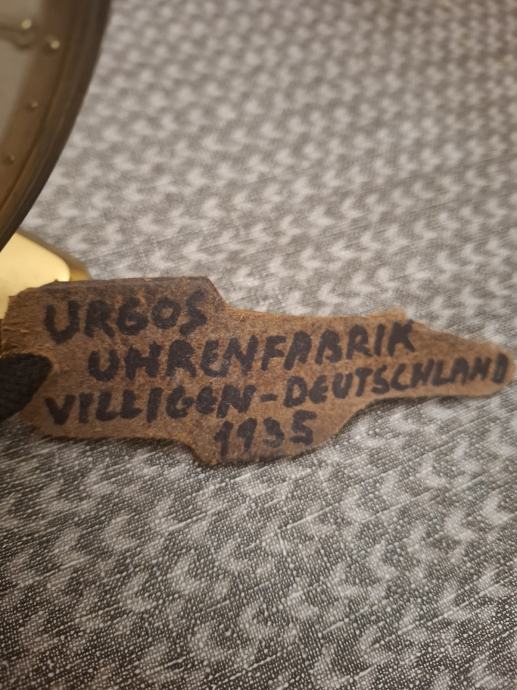 URGOS
UHRENFABRIK
VILLIGEN-DEUTSCHLAND
1935